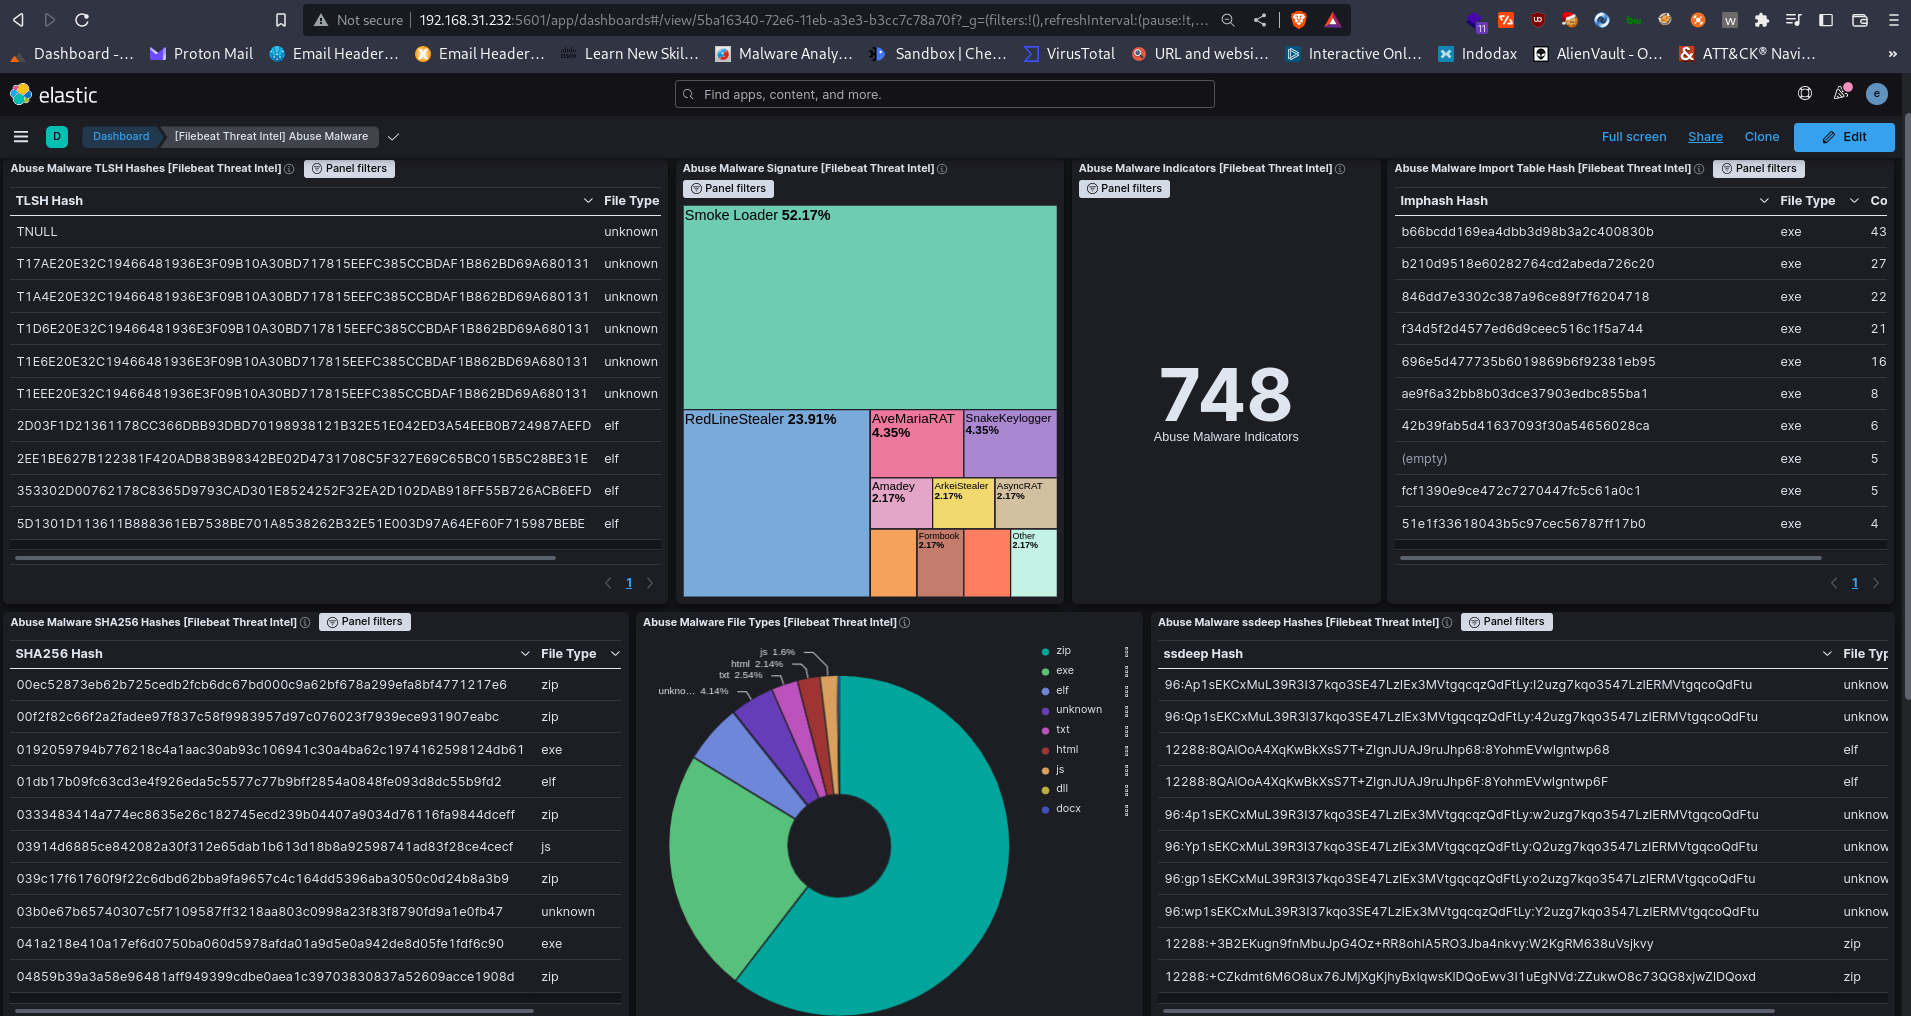 Not secure
192.168.31.232:5601/app/dashboards#/view/5ba16340-72e6-11eb-a3e3-b3cc7c78a70f?_g=(filters:!(),refreshInterval:(pause:!t,...
11
Dashboard -...
Proton Mail
Email Header...
Email Header...
Learn New Skil...
Malware Analy...
Sandbox | Che...
VirusTotal
URL and websi...
Interactive Onl...
Indodax
AlienVault - O...
ATT&CK® Navi...
»
elastic
Find apps, content, and more.
e
D
Dashboard
[Filebeat Threat Intel] Abuse Malware
Full screen
Share
Clone
Edit
Abuse Malware TLSH Hashes [Filebeat Threat Intel]
Panel filters
TLSH Hash File Type
TNULL unknown
T17AE20E32C19466481936E3F09B10A30BD717815EEFC385CCBDAF1B862BD69A680131 unknown
T1A4E20E32C19466481936E3F09B10A30BD717815EEFC385CCBDAF1B862BD69A680131 unknown
T1D6E20E32C19466481936E3F09B10A30BD717815EEFC385CCBDAF1B862BD69A680131 unknown
T1E6E20E32C19466481936E3F09B10A30BD717815EEFC385CCBDAF1B862BD69A680131 unknown
T1EEE20E32C19466481936E3F09B10A30BD717815EEFC385CCBDAF1B862BD69A680131 unknown
2D03F1D21361178CC366DBB93DBD70198938121B32E51E042ED3A54EEB0B724987AEFD elf
2EE1BE627B122381F420ADB83B98342BE02D4731708C5F327E69C65BC015B5C28BE31E elf
353302D00762178C8365D9793CAD301E8524252F32EA2D102DAB918FF55B726ACB6EFD elf
5D1301D113611B888361EB7538BE701A8538262B32E51E003D97A64EF60F715987BEBE elf
1
Abuse Malware Signature [Filebeat Threat Intel]
Panel filters
Smoke Loader 52.17%
RedLineStealer 23.91%
AveMariaRAT 4.35%
SnakeKeylogger 4.35%
Amadey 2.17%
ArkeiStealer 2.17%
AsyncRAT 2.17%
Formbook 2.17%
Other 2.17%
Abuse Malware Indicators [Filebeat Threat Intel]
Panel filters
748
Abuse Malware Indicators
Abuse Malware Import Table Hash [Filebeat Threat Intel]
Panel filters
Imphash Hash File Type Co
b66bcdd169ea4dbb3d98b3a2c400830b exe 43
b210d9518e60282764cd2abeda726c20 exe 27
846dd7e3302c387a96ce89f7f6204718 exe 22
f34d5f2d4577ed6d9ceec516c1f5a744 exe 21
696e5d477735b6019869b6f92381eb95 exe 16
ae9f6a32bb8b03dce37903edbc855ba1 exe 8
42b39fab5d41637093f30a54656028ca exe 6
(empty) exe 5
fcf1390e9ce472c7270447fc5c61a0c1 exe 5
51e1f33618043b5c97cec56787ff17b0 exe 4
1
Abuse Malware SHA256 Hashes [Filebeat Threat Intel]
Panel filters
SHA256 Hash File Type
00ec52873eb62b725cedb2fcb6dc67bd000c9a62bf678a299efa8bf4771217e6 zip
00f2f82c66f2a2fadee97f837c58f9983957d97c076023f7939ece931907eabc zip
0192059794b776218c4a1aac30ab93c106941c30a4ba62c1974162598124db61 exe
01db17b09fc63cd3e4f926eda5c5577c77b9bff2854a0848fe093d8dc55b9fd2 elf
0333483414a774ec8635e26c182745ecd239b04407a9034d76116fa9844dceff zip
03914d6885ce842082a30f312e65dab1b613d18b8a92598741ad83f28ce4cecf js
039c17f61760f9f22c6dbd62bba9fa9657c4c164dd5396aba3050c0d24b8a3b9 zip
03b0e67b65740307c5f7109587ff3218aa803c0998a23f83f8790fd9a1e0fb47 unknown
041a218e410a17ef6d0750ba060d5978afda01a9d5e0a942de8d05fe1fdf6c90 exe
04859b39a3a58e96481aff949399cdbe0aea1c39703830837a52609acce1908d zip
Abuse Malware File Types [Filebeat Threat Intel]
js 1.6%
html 2.14%
txt 2.54%
unkno... 4.14%
zip
exe
elf
unknown
txt
html
js
dll
docx
Abuse Malware ssdeep Hashes [Filebeat Threat Intel]
Panel filters
ssdeep Hash File Typ
96:Ap1sEKCxMuL39R3I37kqo3SE47LzIEx3MVtgqcqzQdFtLy:I2uzg7kqo3547LzIERMVtgqcoQdFtu unknow
96:Qp1sEKCxMuL39R3I37kqo3SE47LzIEx3MVtgqcqzQdFtLy:42uzg7kqo3547LzIERMVtgqcoQdFtu unknow
12288:8QAIOoA4XqKwBkXsS7T+ZIgnJUAJ9ruJhp68:8YohmEVwIgntwp68 elf
12288:8QAIOoA4XqKwBkXsS7T+ZIgnJUAJ9ruJhp6F:8YohmEVwIgntwp6F elf
96:4p1sEKCxMuL39R3I37kqo3SE47LzIEx3MVtgqcqzQdFtLy:w2uzg7kqo3547LzIERMVtgqcoQdFtu unknow
96:Yp1sEKCxMuL39R3I37kqo3SE47LzIEx3MVtgqcqzQdFtLy:Q2uzg7kqo3547LzIERMVtgqcoQdFtu unknow
96:gp1sEKCxMuL39R3I37kqo3SE47LzIEx3MVtgqcqzQdFtLy:o2uzg7kqo3547LzIERMVtgqcoQdFtu unknow
96:wp1sEKCxMuL39R3I37kqo3SE47LzIEx3MVtgqcqzQdFtLy:Y2uzg7kqo3547LzIERMVtgqcoQdFtu unknow
12288:+3B2EKugn9fnMbuJpG4Oz+RR8ohIA5RO3Jba4nkvy:W2KgRM638uVsjkvy zip
12288:+CZkdmt6M6O8ux76JMjXgKjhyBxIqwsKIDQoEwv3I1uEgNVd:ZZukwO8c73QG8xjwZIDQoxd zip